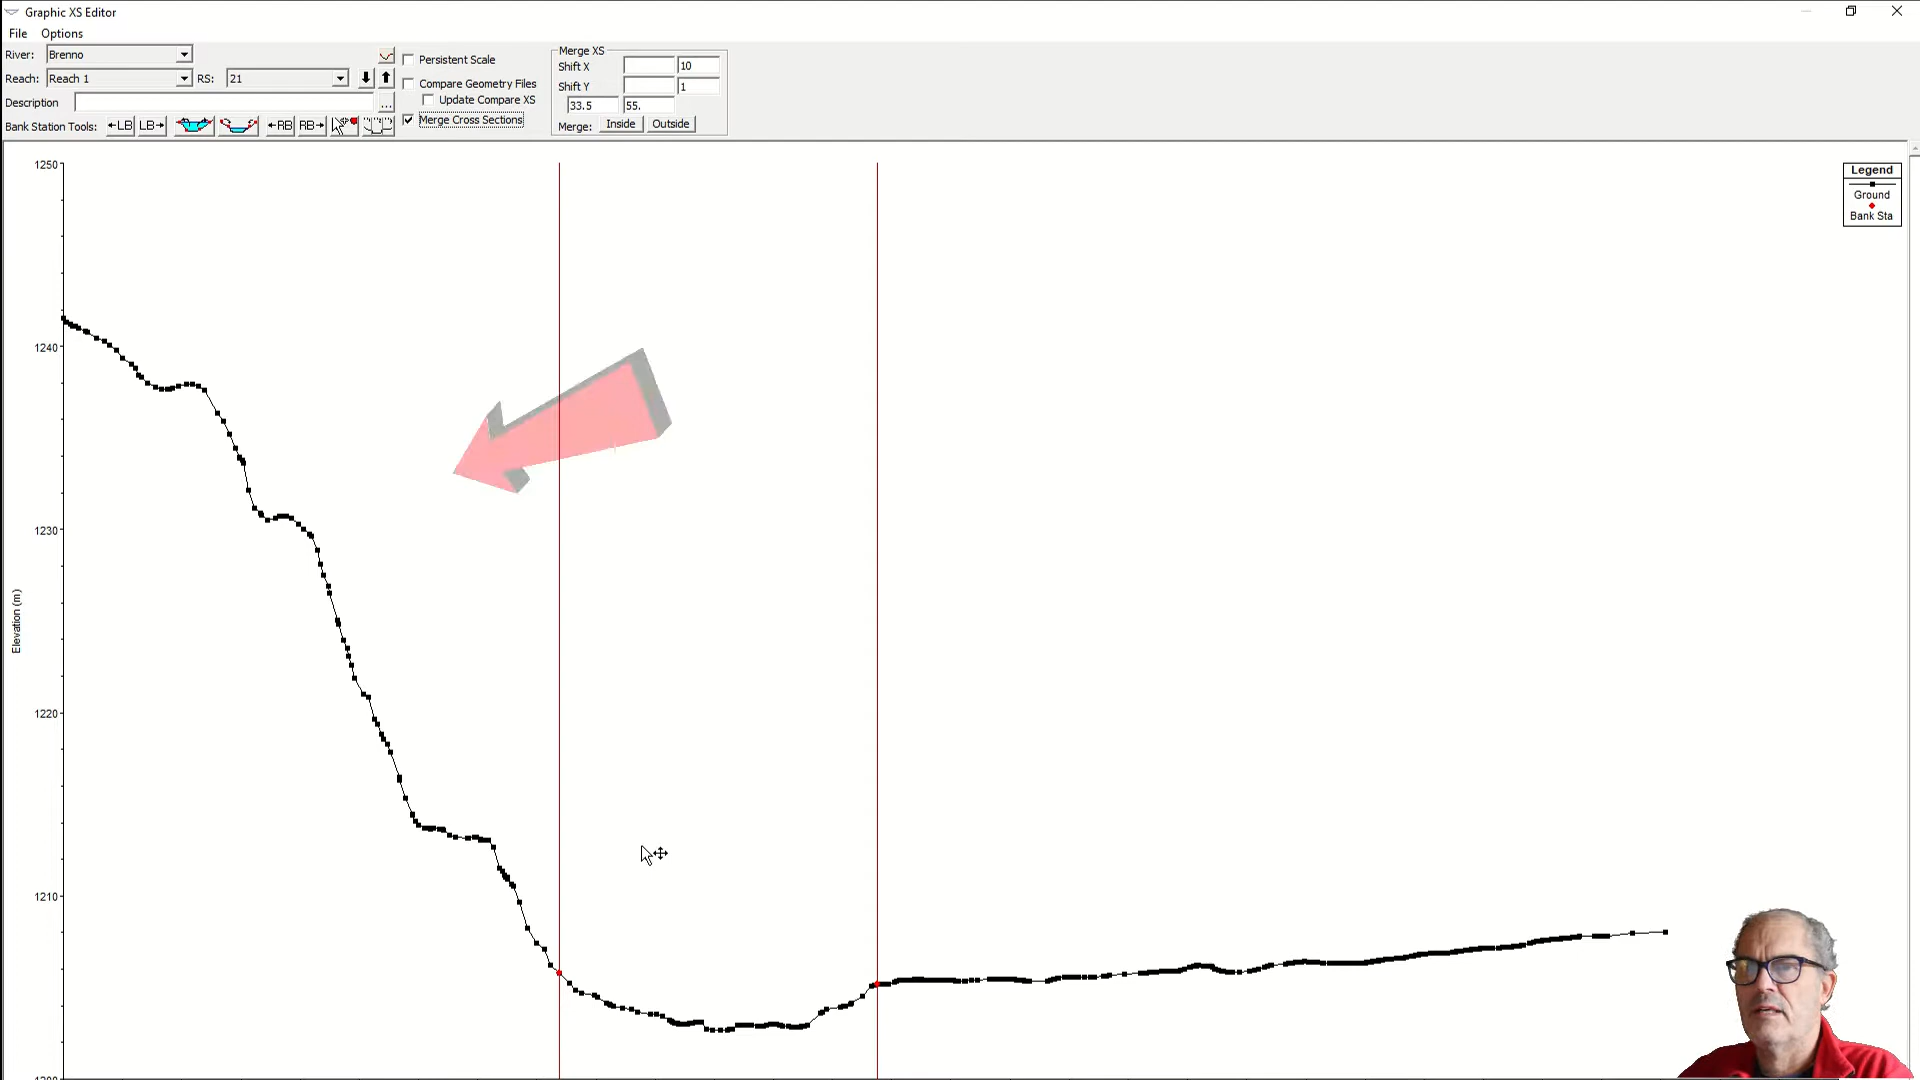 Graphic XS Editor
File Options
River: Brenno
Reach: Reach 1 RS: 21
Description ...
Bank Station Tools: ←LB LB→ ←RB RB→
Persistent Scale
Compare Geometry Files
Update Compare XS
Merge Cross Sections
Merge XS
Shift X 10
Shift Y 1
33.5 55.
Merge: Inside Outside
1250
1240
1230
1220
1210
1200
Elevation (m)
Legend
Ground
Bank Sta